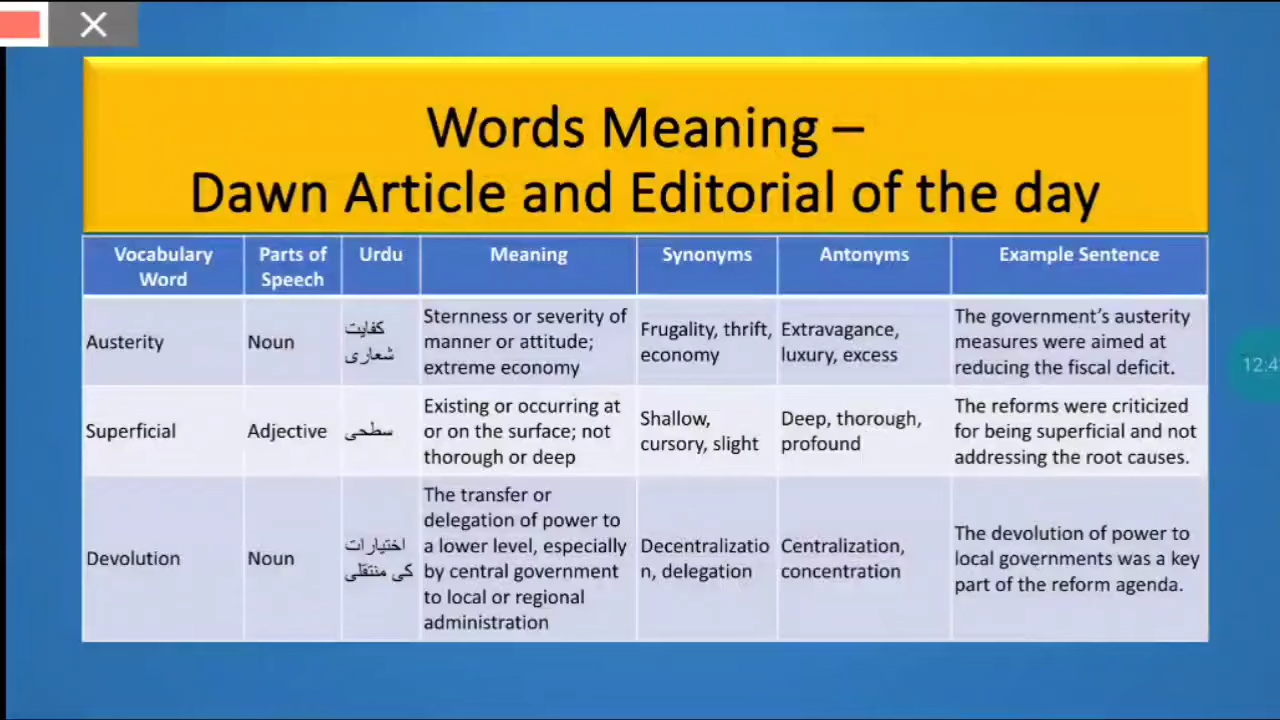 Words Meaning –
Dawn Article and Editorial of the day
Vocabulary
Word
Parts of
Speech
Urdu
Meaning
Synonyms
Antonyms
Example Sentence
Austerity
Noun
کفایت
شعاری
Sternness or severity of
manner or attitude;
extreme economy
Frugality, thrift,
economy
Extravagance,
luxury, excess
The government’s austerity
measures were aimed at
reducing the fiscal deficit.
Superficial
Adjective
سطحی
Existing or occurring at
or on the surface; not
thorough or deep
Shallow,
cursory, slight
Deep, thorough,
profound
The reforms were criticized
for being superficial and not
addressing the root causes.
Devolution
Noun
اختیارات
کی منتقلی
The transfer or
delegation of power to
a lower level, especially
by central government
to local or regional
administration
Decentralizatio
n, delegation
Centralization,
concentration
The devolution of power to
local governments was a key
part of the reform agenda.